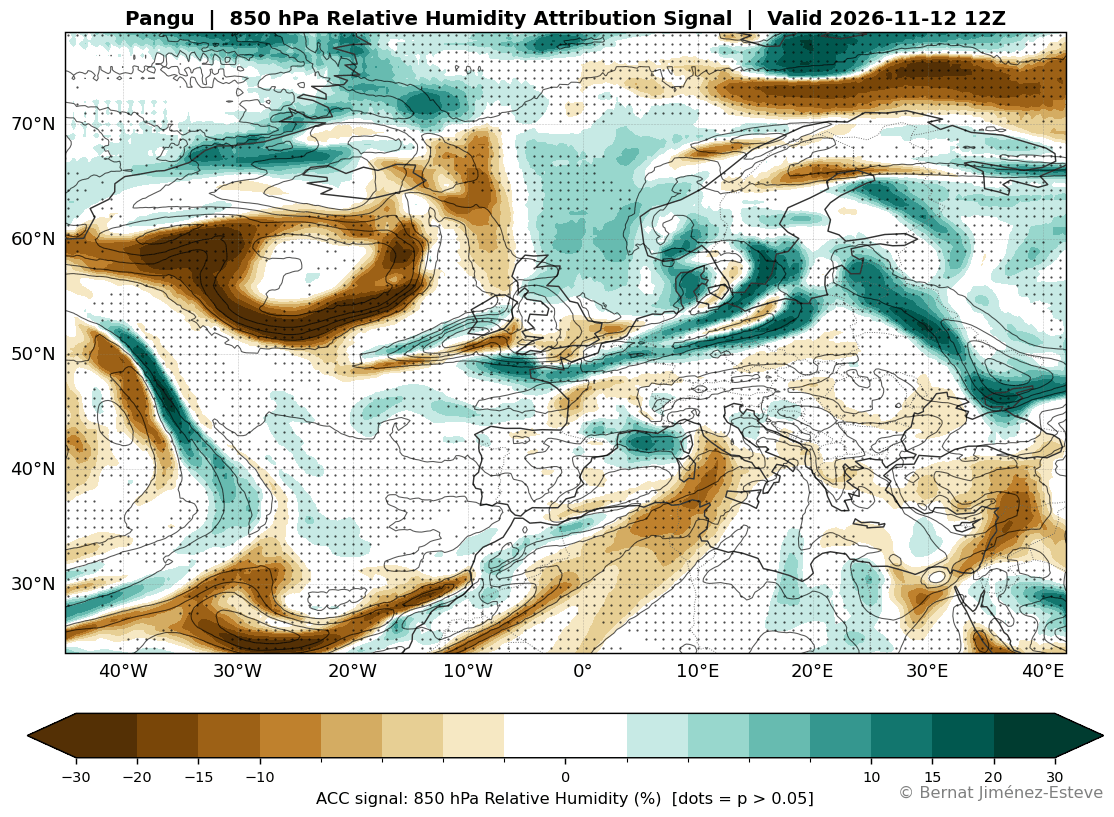 Pangu | 850 hPa Relative Humidity Attribution Signal | Valid 2026-11-12 12Z
70°N
60°N
50°N
40°N
30°N
40°W 30°W 20°W 10°W 0° 10°E 20°E 30°E 40°E
−30 −20 −15 −10 0 10 15 20 30
ACC signal: 850 hPa Relative Humidity (%) [dots = p > 0.05]
© Bernat Jiménez-Esteve